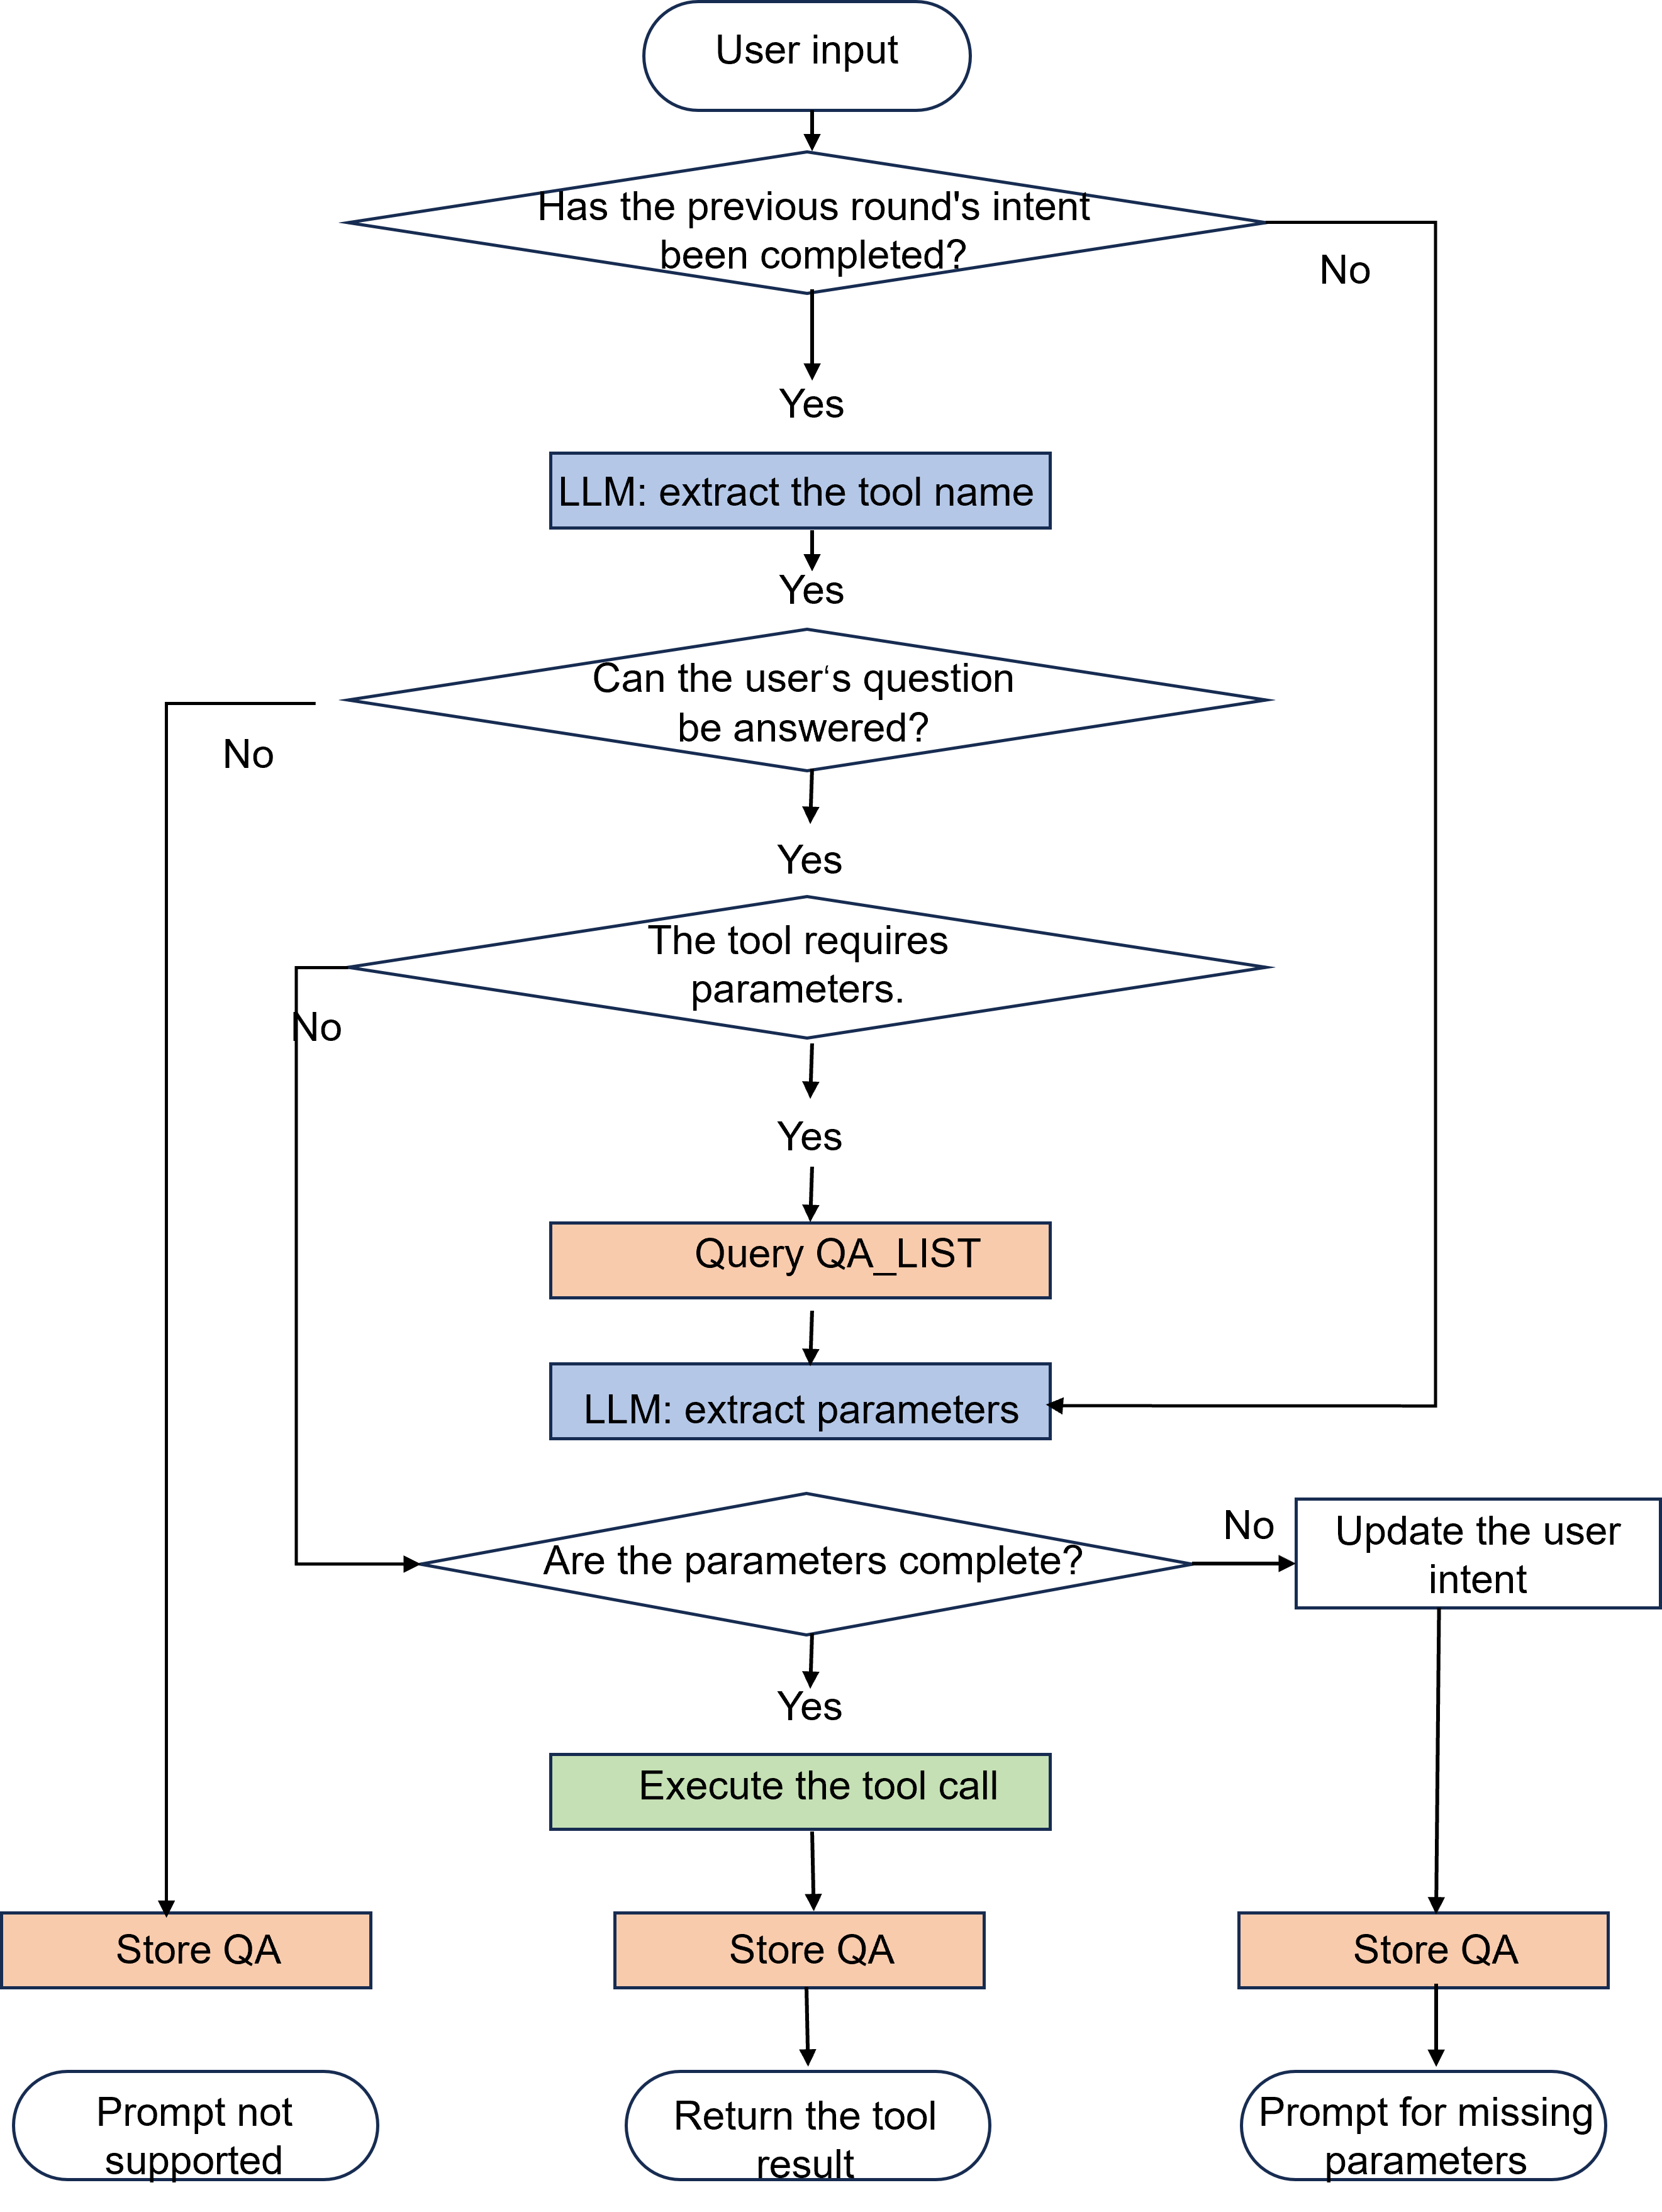 User input
Has the previous round's intent
been completed?
No
Yes
LLM: extract the tool name
Yes
Can the user‘s question
be answered?
No
Yes
The tool requires
parameters.
No
Yes
Query QA_LIST
LLM: extract parameters
Are the parameters complete?
No
Update the user
intent
Yes
Execute the tool call
Store QA
Store QA
Store QA
Prompt not
supported
Return the tool
result
Prompt for missing
parameters